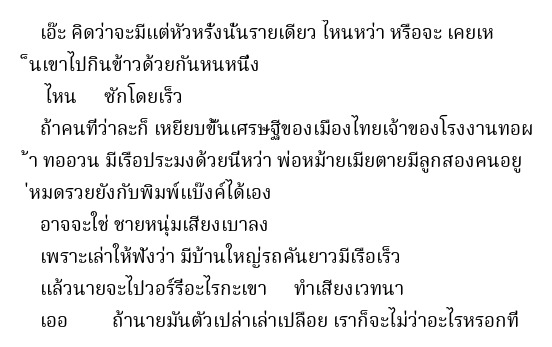 เอ๊ะ คิดว่าจะมีแต่หัวหรั่งนั่นรายเดียว ไหนหว่า หรือจะ เคยเห
็นเขาไปกินข้าวด้วยกันหนหนึ่ง
ไหน ซักโดยเร็ว
ถ้าคนที่ว่าละก็ เหยียบขั้นเศรษฐีของเมืองไทยเจ้าของโรงงานทอผ
้า ทออวน มีเรือประมงด้วยนี่หว่า พ่อหม้ายเมียตายมีลูกสองคนอยู
่หมดรวยยังกับพิมพ์แบ๊งค์ได้เอง
อาจจะใช่ ชายหนุ่มเสียงเบาลง
เพราะเล่าให้ฟังว่า มีบ้านใหญ่รถคันยาวมีเรือเร็ว
แล้วนายจะไปวอร์รี่อะไรกะเขา ทำเสียงเวทนา
เออ ถ้านายมันตัวเปล่าเล่าเปลือย เราก็จะไม่ว่าอะไรหรอกที่